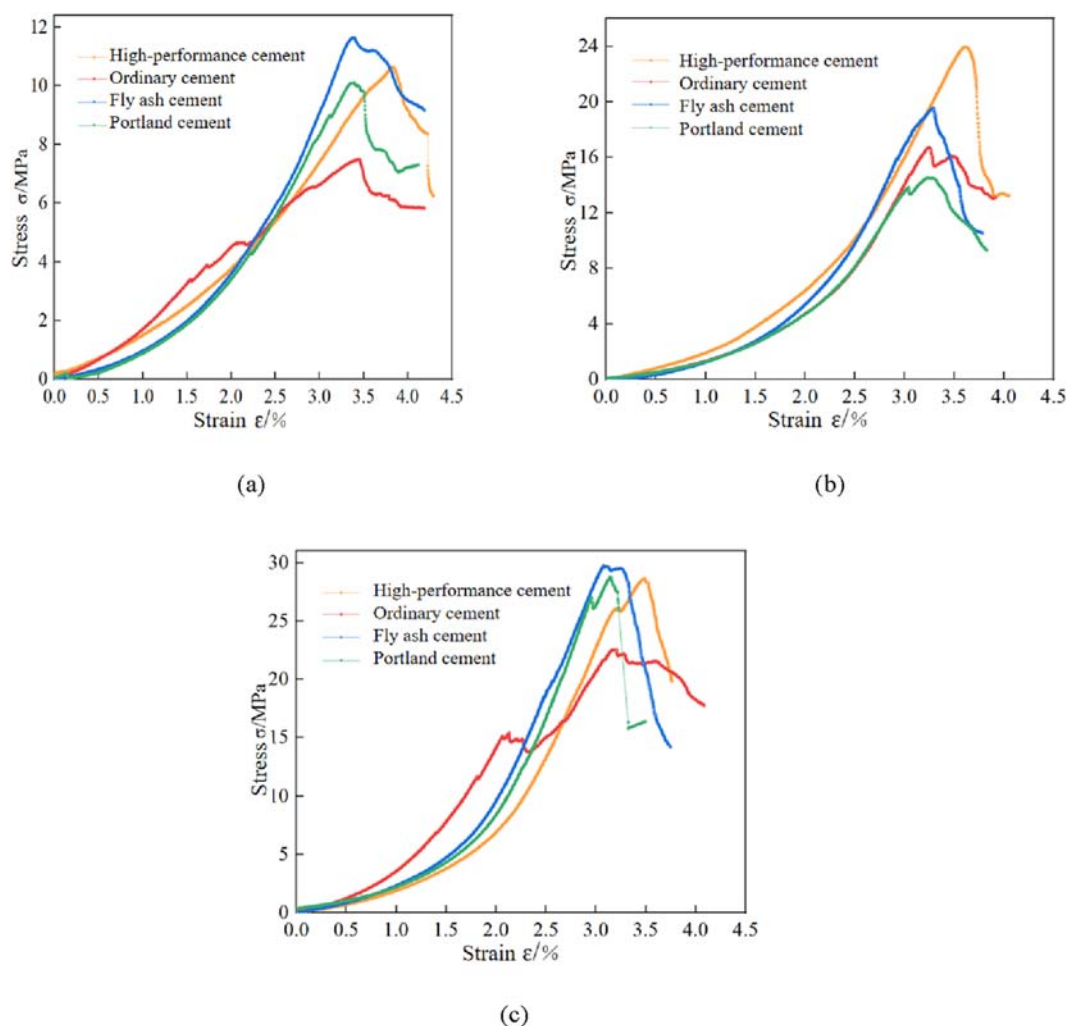 12
10
8
6
4
2
0
Stress σ/MPa
High-performance cement
Ordinary cement
Fly ash cement
Portland cement
0.0 0.5 1.0 1.5 2.0 2.5 3.0 3.5 4.0 4.5
Strain ε/%
(a)
24
20
16
12
8
4
0
Stress σ/MPa
High-performance cement
Ordinary cement
Fly ash cement
Portland cement
0.0 0.5 1.0 1.5 2.0 2.5 3.0 3.5 4.0 4.5
Strain ε/%
(b)
30
25
20
15
10
5
0
Stress σ/MPa
High-performance cement
Ordinary cement
Fly ash cement
Portland cement
0.0 0.5 1.0 1.5 2.0 2.5 3.0 3.5 4.0 4.5
Strain ε/%
(c)